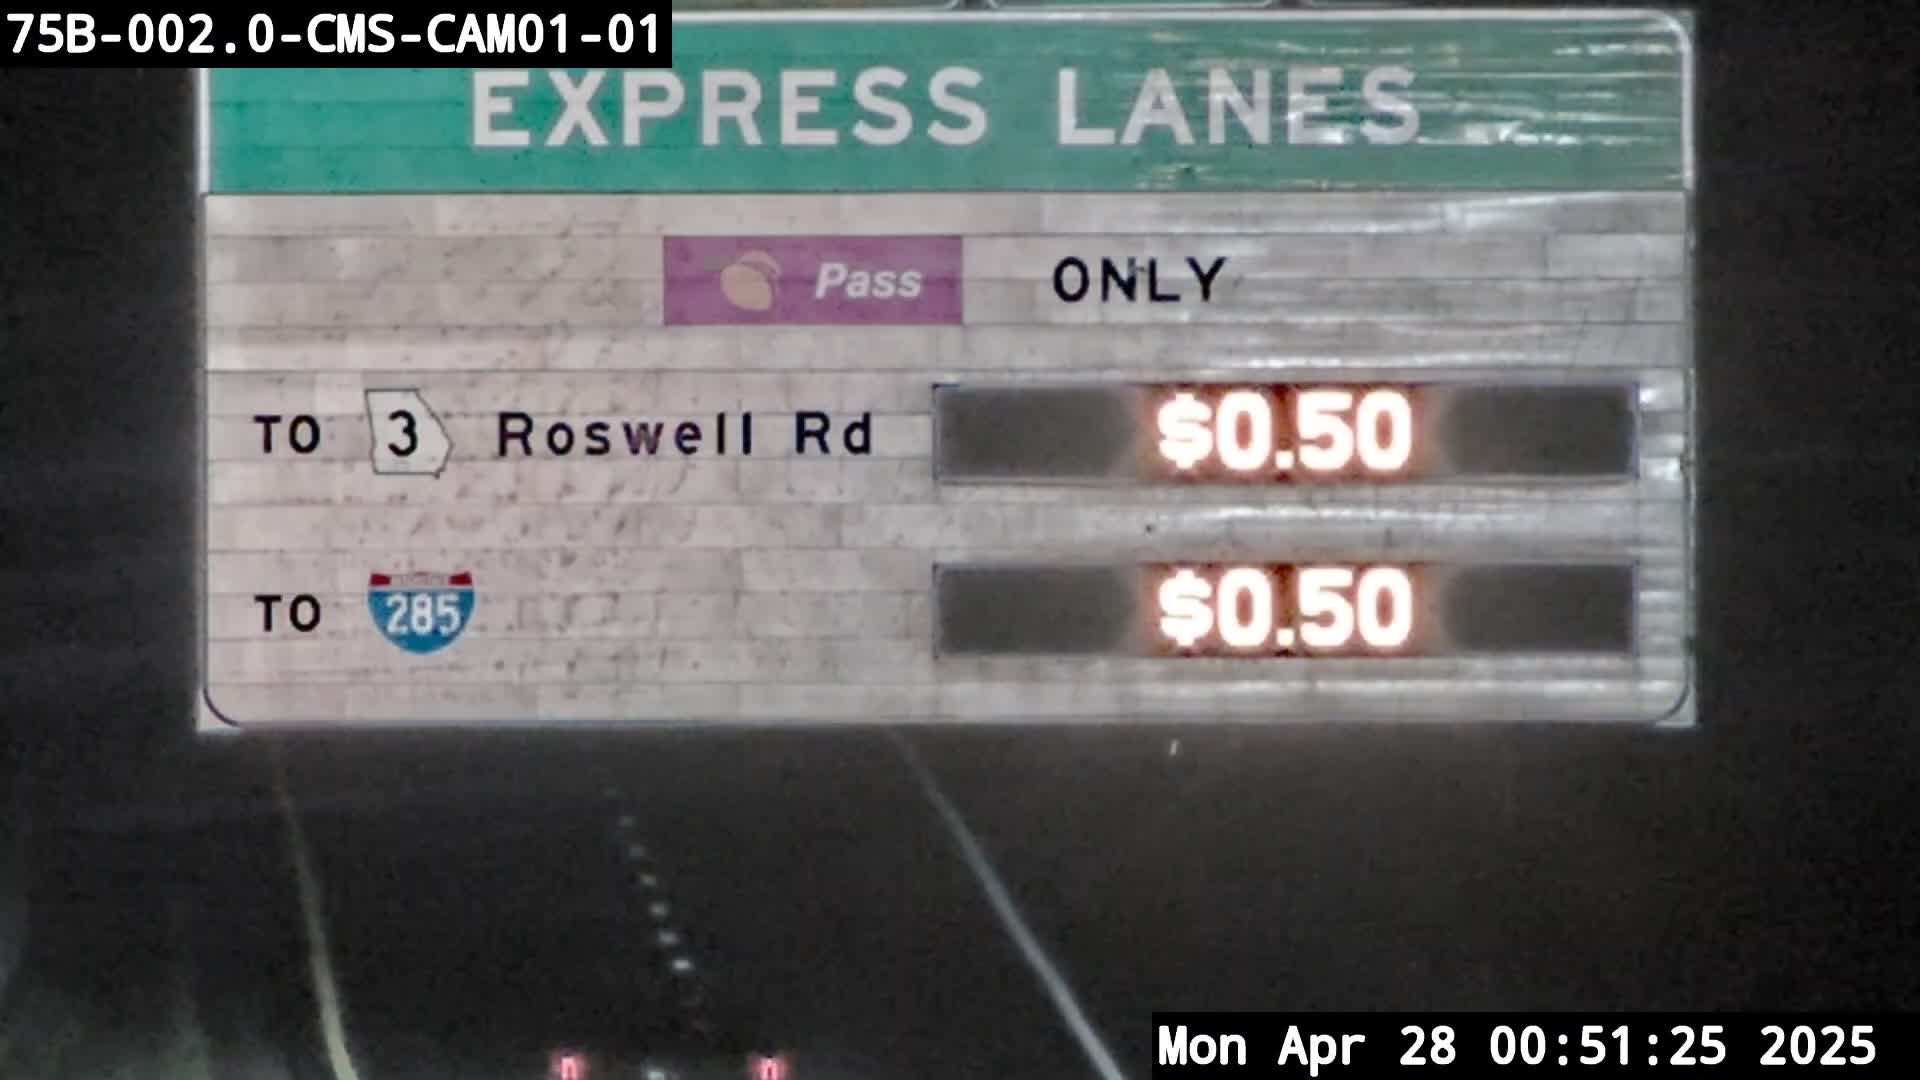 75B-002.0-CMS-CAM01-01
EXPRESS LANES
Pass ONLY
TO 3 Roswell Rd $0.50
TO 285 $0.50
Mon Apr 28 00:51:25 2025